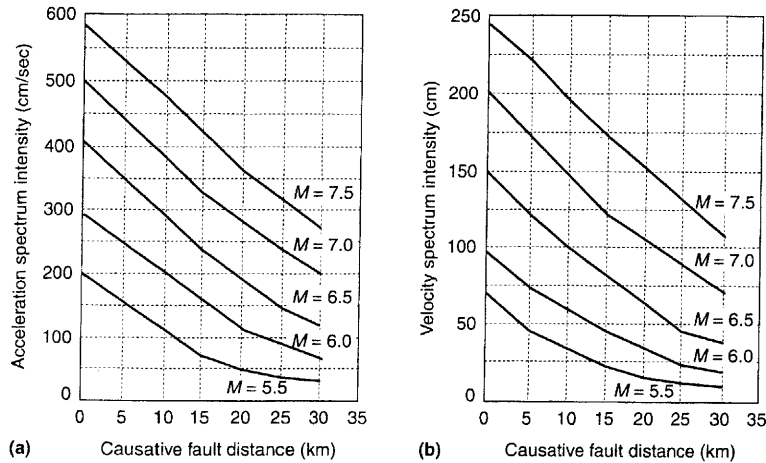 Acceleration spectrum intensity (cm/sec)
600
500
400
300
200
100
0
M = 7.5
M = 7.0
M = 6.5
M = 6.0
M = 5.5
0 5 10 15 20 25 30 35
(a) Causative fault distance (km)
Velocity spectrum intensity (cm)
250
200
150
100
50
0
M = 7.5
M = 7.0
M = 6.5
M = 6.0
M = 5.5
0 5 10 15 20 25 30 35
(b) Causative fault distance (km)